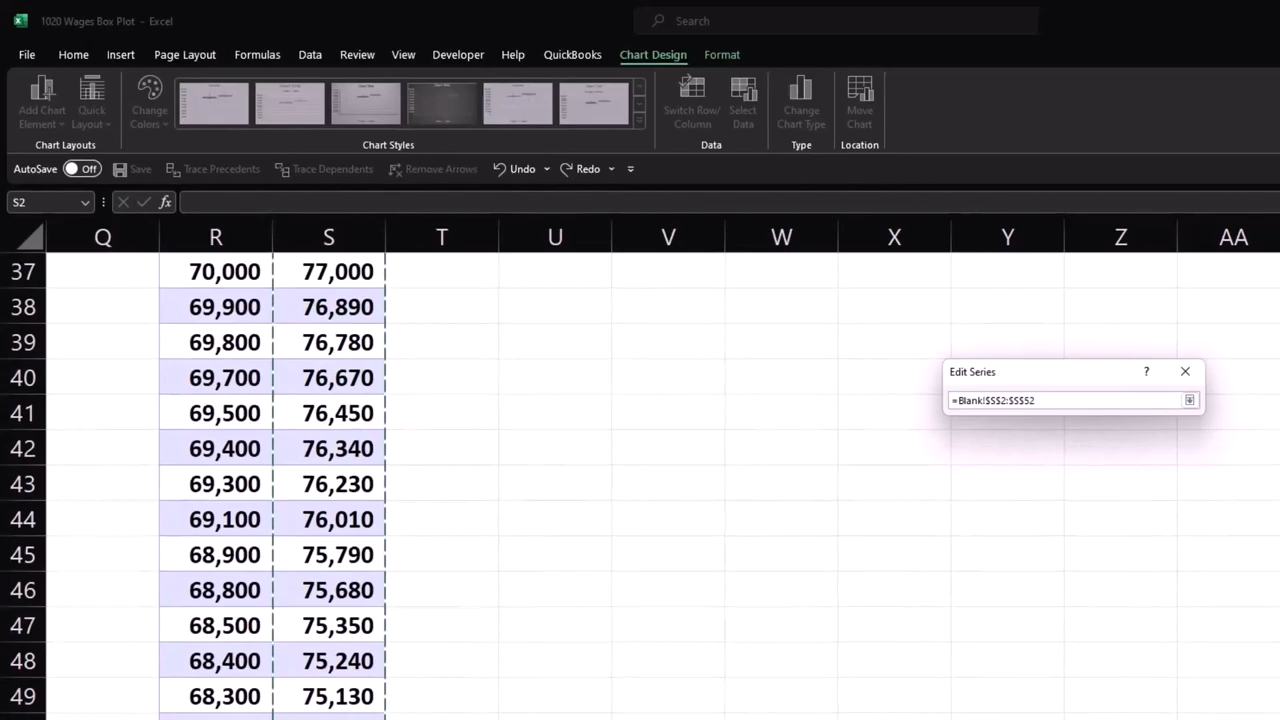 1020 Wages Box Plot - Excel
Search
File Home Insert Page Layout Formulas Data Review View Developer Help QuickBooks Chart Design Format
Add Chart Element
Quick Layout
Change Colors
Switch Row/ Column
Select Data
Change Chart Type
Move Chart
Chart Layouts Chart Styles Data Type Location
AutoSave Off Save Trace Precedents Trace Dependents Remove Arrows Undo Redo
S2 fx
Q R S T U V W X Y Z AA
37 70,000 77,000
38 69,900 76,890
39 69,800 76,780
40 69,700 76,670
41 69,500 76,450
42 69,400 76,340
43 69,300 76,230
44 69,100 76,010
45 68,900 75,790
46 68,800 75,680
47 68,500 75,350
48 68,400 75,240
49 68,300 75,130
Edit Series ?
=Blank!$S$2:$S$52